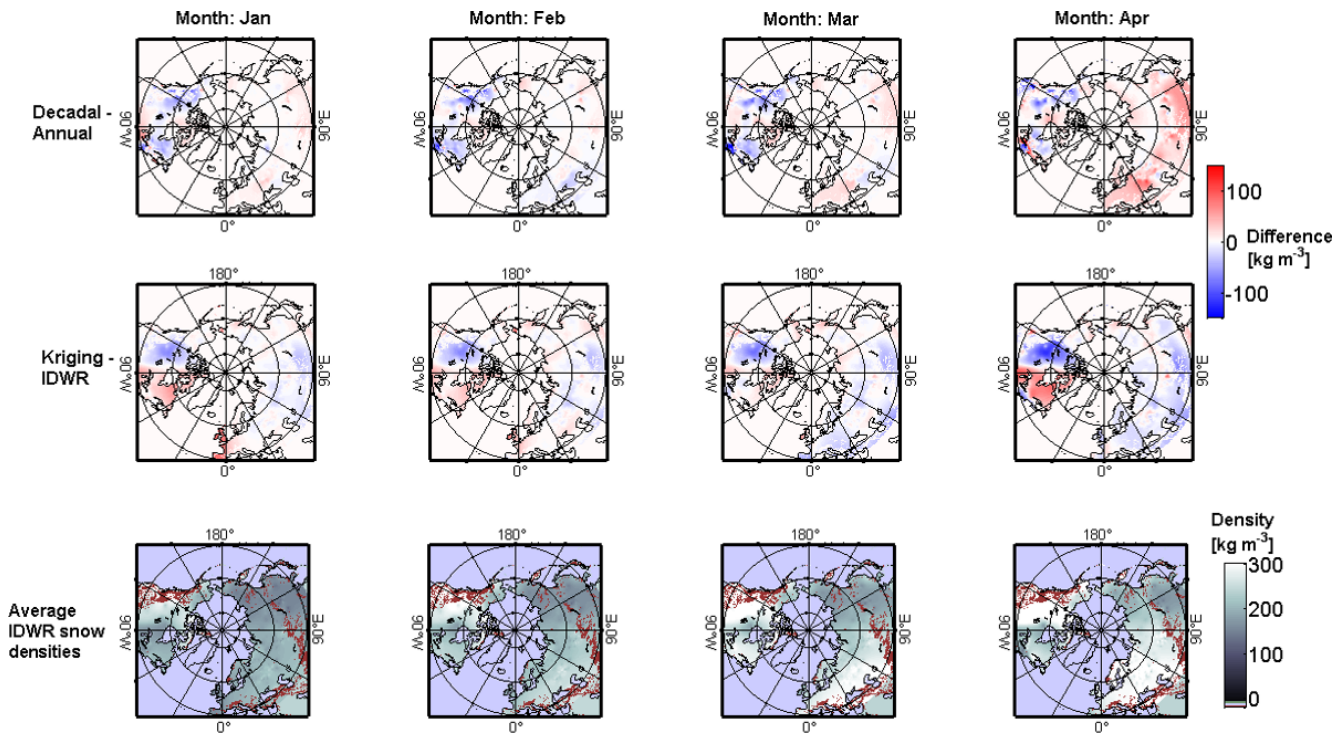 Month: Jan
Month: Feb
Month: Mar
Month: Apr
Decadal -
Annual
90°W
90°W
90°W
90°W
90°E
90°E
90°E
90°E
0°
0°
0°
0°
100
0
-100
Difference
[kg m⁻³]
180°
180°
180°
180°
Kriging -
IDWR
90°W
90°W
90°W
90°W
90°E
90°E
90°E
90°E
0°
0°
0°
0°
180°
180°
180°
180°
Average
IDWR snow
densities
90°W
90°W
90°W
90°W
90°E
90°E
90°E
90°E
0°
0°
0°
0°
Density
[kg m⁻³]
300
200
100
0